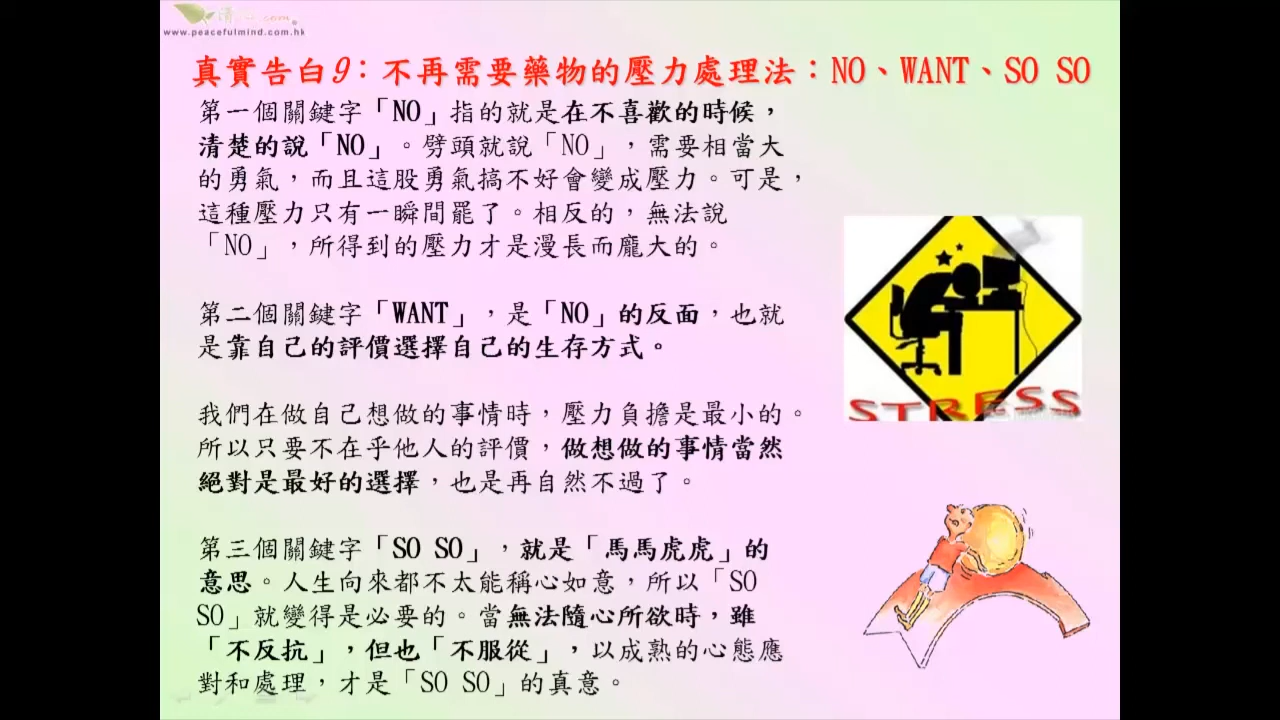 www.peacefulmind.com.hk
真實告白9：不再需要藥物的壓力處理法：NO、WANT、SO SO
第一個關鍵字「NO」指的就是在不喜歡的時候，
清楚的說「NO」。劈頭就說「NO」，需要相當大
的勇氣，而且這股勇氣搞不好會變成壓力。可是，
這種壓力只有一瞬間罷了。相反的，無法說
「NO」，所得到的壓力才是漫長而龐大的。
第二個關鍵字「WANT」，是「NO」的反面，也就
是靠自己的評價選擇自己的生存方式。
我們在做自己想做的事情時，壓力負擔是最小的。
所以只要不在乎他人的評價，做想做的事情當然
絕對是最好的選擇，也是再自然不過了。
第三個關鍵字「SO SO」，就是「馬馬虎虎」的
意思。人生向來都不太能稱心如意，所以「SO
SO」就變得是必要的。當無法隨心所欲時，雖
「不反抗」，但也「不服從」，以成熟的心態應
對和處理，才是「SO SO」的真意。
STRESS